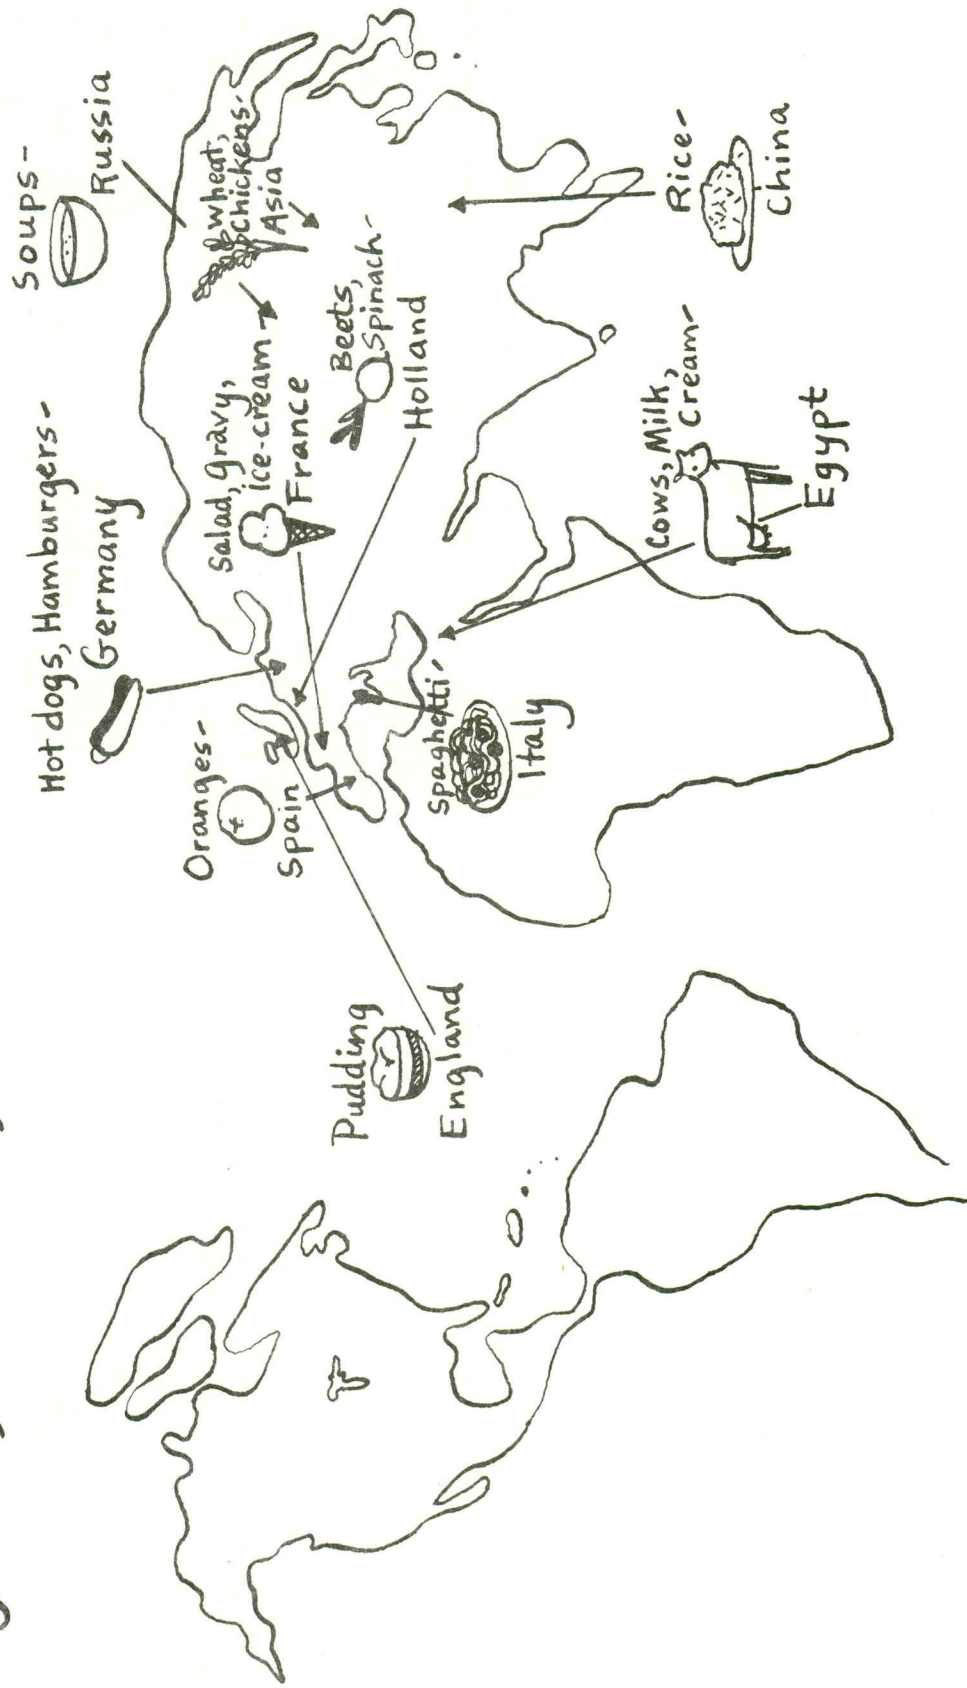 Soups-
Russia
Hot dogs, Hamburgers-
Germany
Wheat,
Chickens-
Asia
Salad, gravy,
ice-cream-
France
Beets,
Spinach-
Holland
Oranges-
Spain
Pudding
England
Spaghetti-
Italy
Cows, Milk,
Cream-
Egypt
Rice-
China